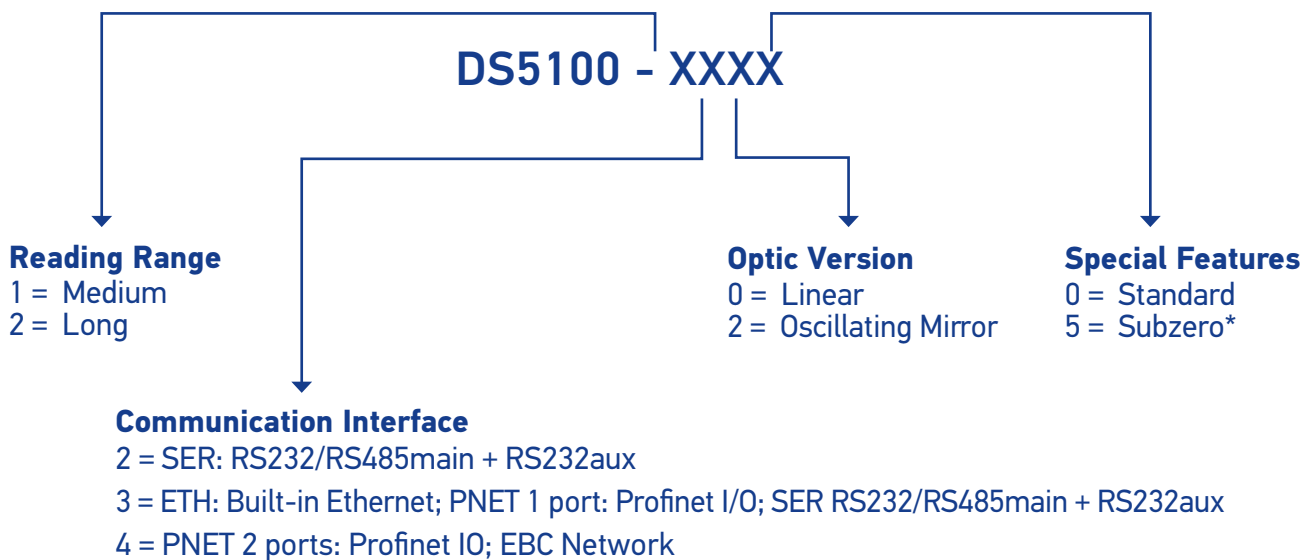 DS5100 - XXXX
Reading Range
1 = Medium
2 = Long
Optic Version
0 = Linear
2 = Oscillating Mirror
Special Features
0 = Standard
5 = Subzero*
Communication Interface
2 = SER: RS232/RS485main + RS232aux
3 = ETH: Built-in Ethernet; PNET 1 port: Profinet I/O; SER RS232/RS485main + RS232aux
4 = PNET 2 ports: Profinet IO; EBC Network